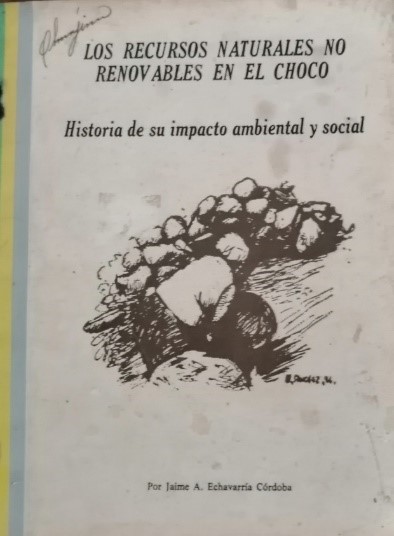 LOS RECURSOS NATURALES NO
RENOVABLES EN EL CHOCO
Historia de su impacto ambiental y social
Por Jaime A. Echavarría Córdoba